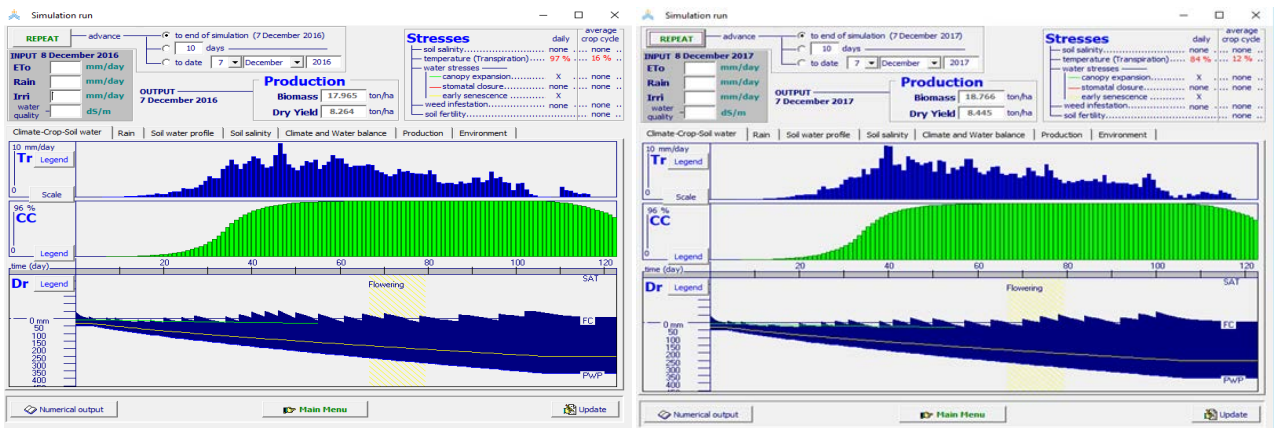 Simulation run
REPEAT
advance
to end of simulation (7 December 2016)
10 days
to date 7 December 2016
INPUT 8 December 2016
ETo mm/day
Rain mm/day
Irri mm/day
water quality dS/m
OUTPUT
7 December 2016
Production
Biomass 17.965 ton/ha
Dry Yield 8.264 ton/ha
Stresses
daily average crop cycle
soil salinity............ none .... none ..
temperature (Transpiration)..... 97 % ... 16 % ..
water stresses
canopy expansion........... X .... none ..
stomatal closure......... none .... none ..
early senescence ........... X
weed infestation............... none .... none ..
soil fertility..................... none .... none ..
Climate-Crop-Soil water Rain Soil water profile Soil salinity Climate and Water balance Production Environment
10 mm/day
Tr Legend
0 Scale
96 %
CC
0 Legend
time (day) 20 40 60 80 100 120
Dr Legend
Flowering
SAT
0 mm
FC
50
100
150
200
250
300
350
400
PWP
Numerical output Main Menu Update
Simulation run
REPEAT
advance
to end of simulation (7 December 2017)
10 days
to date 7 December 2017
INPUT 8 December 2017
ETo mm/day
Rain mm/day
Irri mm/day
water quality dS/m
OUTPUT
7 December 2017
Production
Biomass 18.766 ton/ha
Dry Yield 8.445 ton/ha
Stresses
daily average crop cycle
soil salinity............ none .... none ..
temperature (Transpiration)..... 84 % ... 12 % ..
water stresses
canopy expansion........... X .... none ..
stomatal closure......... none .... none ..
early senescence ........... X
weed infestation............... none .... none ..
soil fertility..................... none .... none ..
Climate-Crop-Soil water Rain Soil water profile Soil salinity Climate and Water balance Production Environment
10 mm/day
Tr Legend
0 Scale
96 %
CC
0 Legend
time (day) 20 40 60 80 100 120
Dr Legend
Flowering
SAT
0 mm
FC
50
100
150
200
250
300
350
400
PWP
Numerical output Main Menu Update